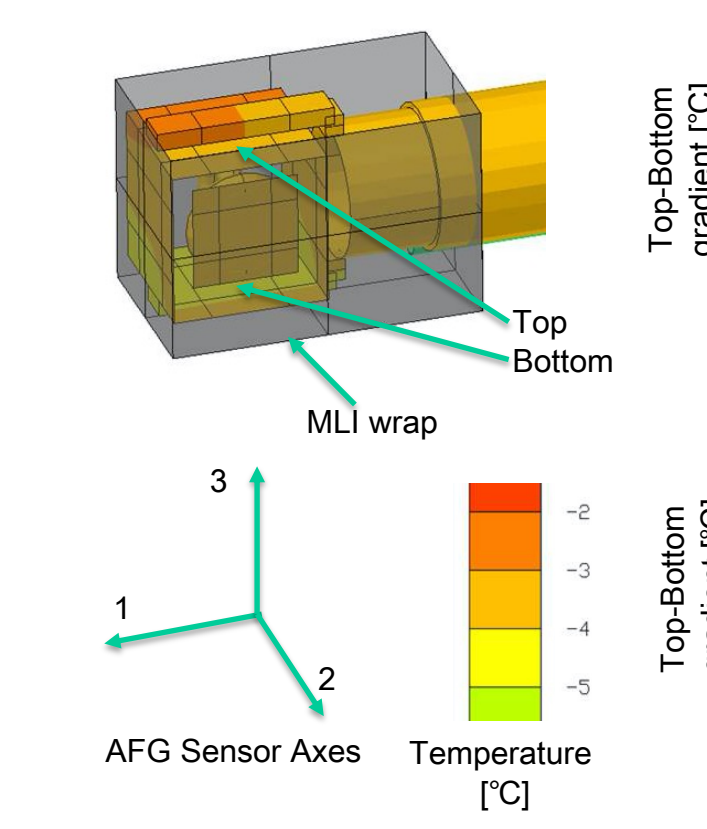 Top-Bottom
gradient [°C]
Top
Bottom
MLI wrap
3
1
2
-2
-3
-4
-5
Top-Bottom
AFG Sensor Axes
Temperature
[°C]